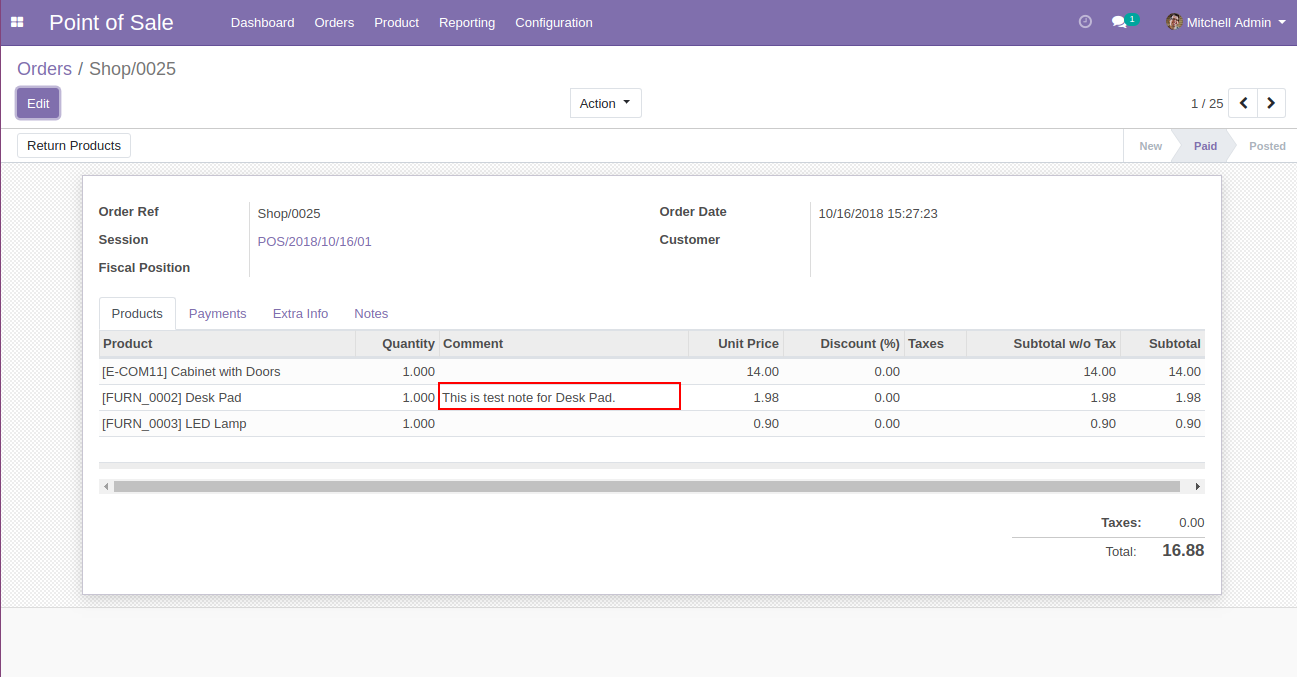 Point of Sale Dashboard Orders Product Reporting Configuration 1 Mitchell Admin
Orders / Shop/0025
Edit Action 1 / 25
Return Products New Paid Posted
Order Ref Shop/0025 Order Date 10/16/2018 15:27:23
Session POS/2018/10/16/01 Customer
Fiscal Position
Products Payments Extra Info Notes
Product Quantity Comment Unit Price Discount (%) Taxes Subtotal w/o Tax Subtotal
[E-COM11] Cabinet with Doors 1.000 14.00 0.00 14.00 14.00
[FURN_0002] Desk Pad 1.000 This is test note for Desk Pad. 1.98 0.00 1.98 1.98
[FURN_0003] LED Lamp 1.000 0.90 0.00 0.90 0.90
Taxes: 0.00
Total: 16.88